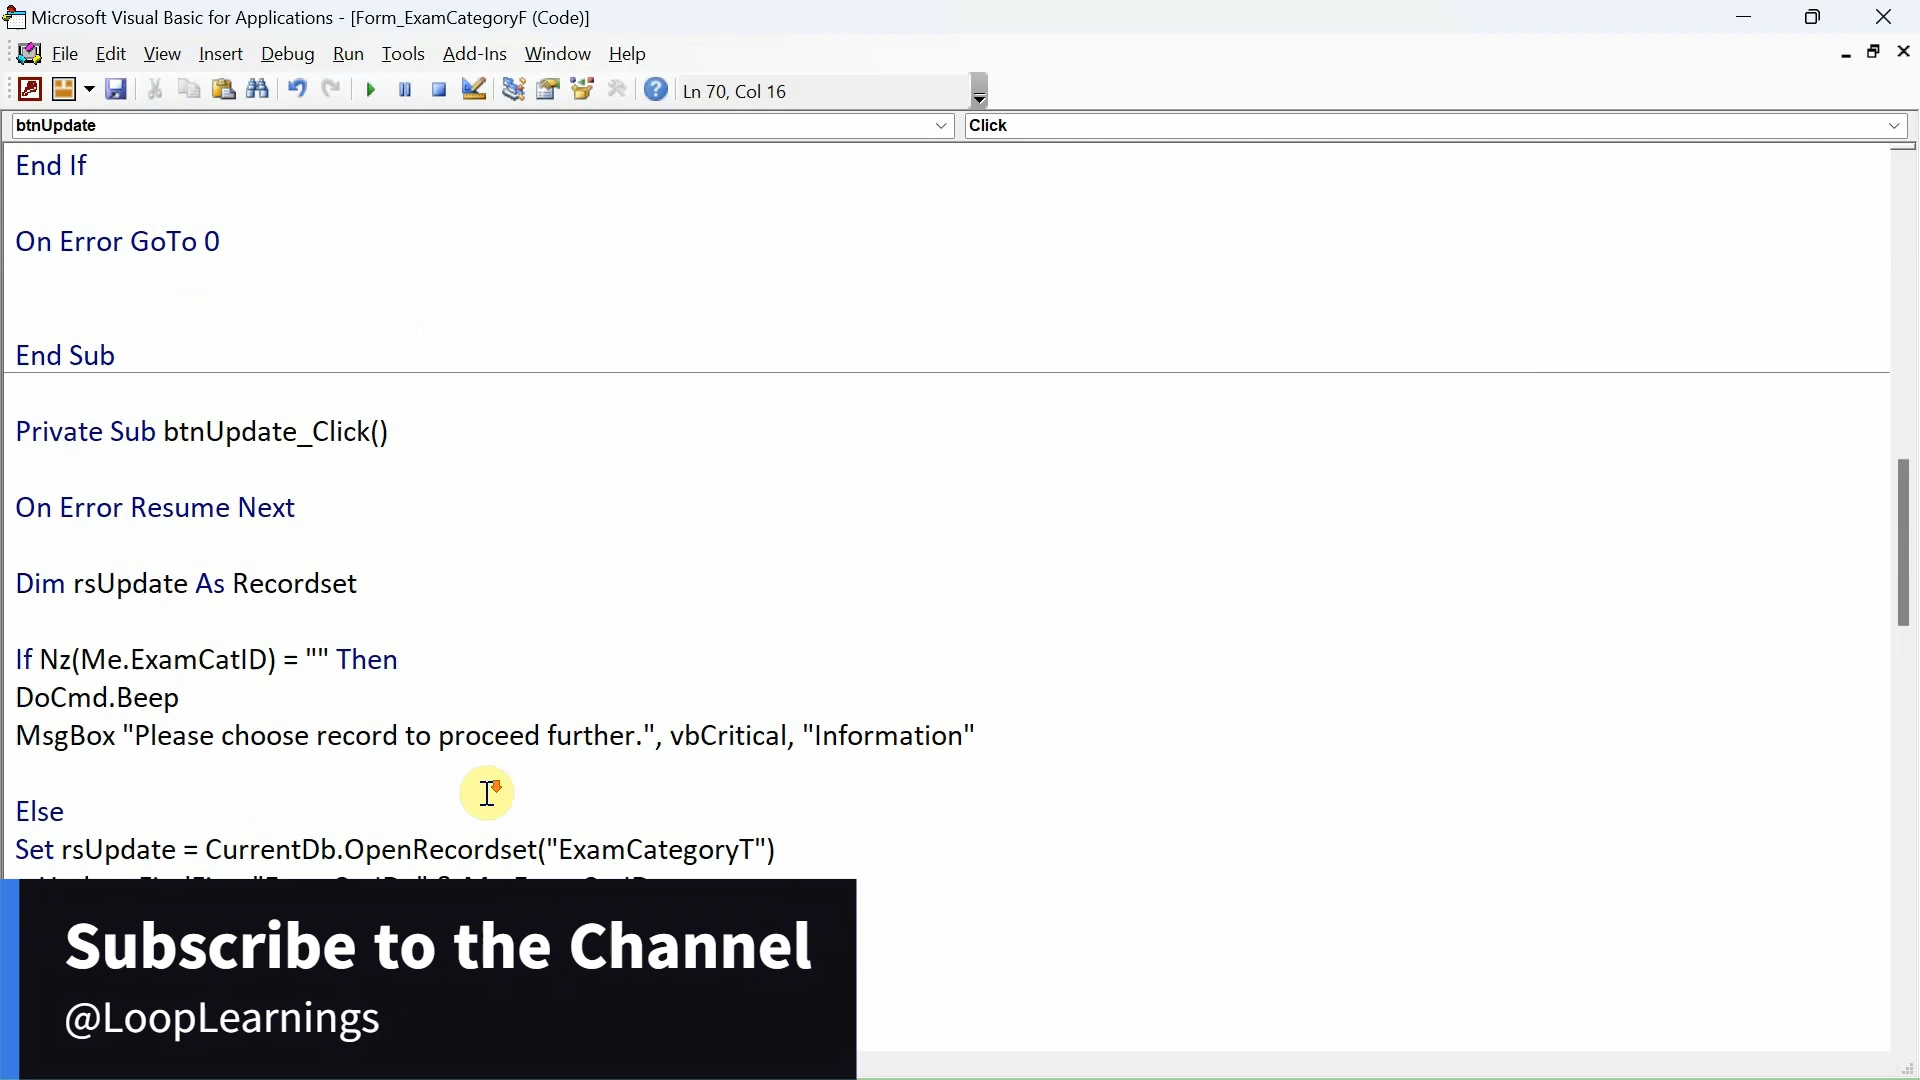 Microsoft Visual Basic for Applications - [Form_ExamCategoryF (Code)]
File Edit View Insert Debug Run Tools Add-Ins Window Help
Ln 70, Col 16
btnUpdate
Click
End If
On Error GoTo 0
End Sub
Private Sub btnUpdate_Click()
On Error Resume Next
Dim rsUpdate As Recordset
If Nz(Me.ExamCatID) = "" Then
DoCmd.Beep
MsgBox "Please choose record to proceed further.", vbCritical, "Information"
Else
Set rsUpdate = CurrentDb.OpenRecordset("ExamCategoryT")
Subscribe to the Channel
@LoopLearnings